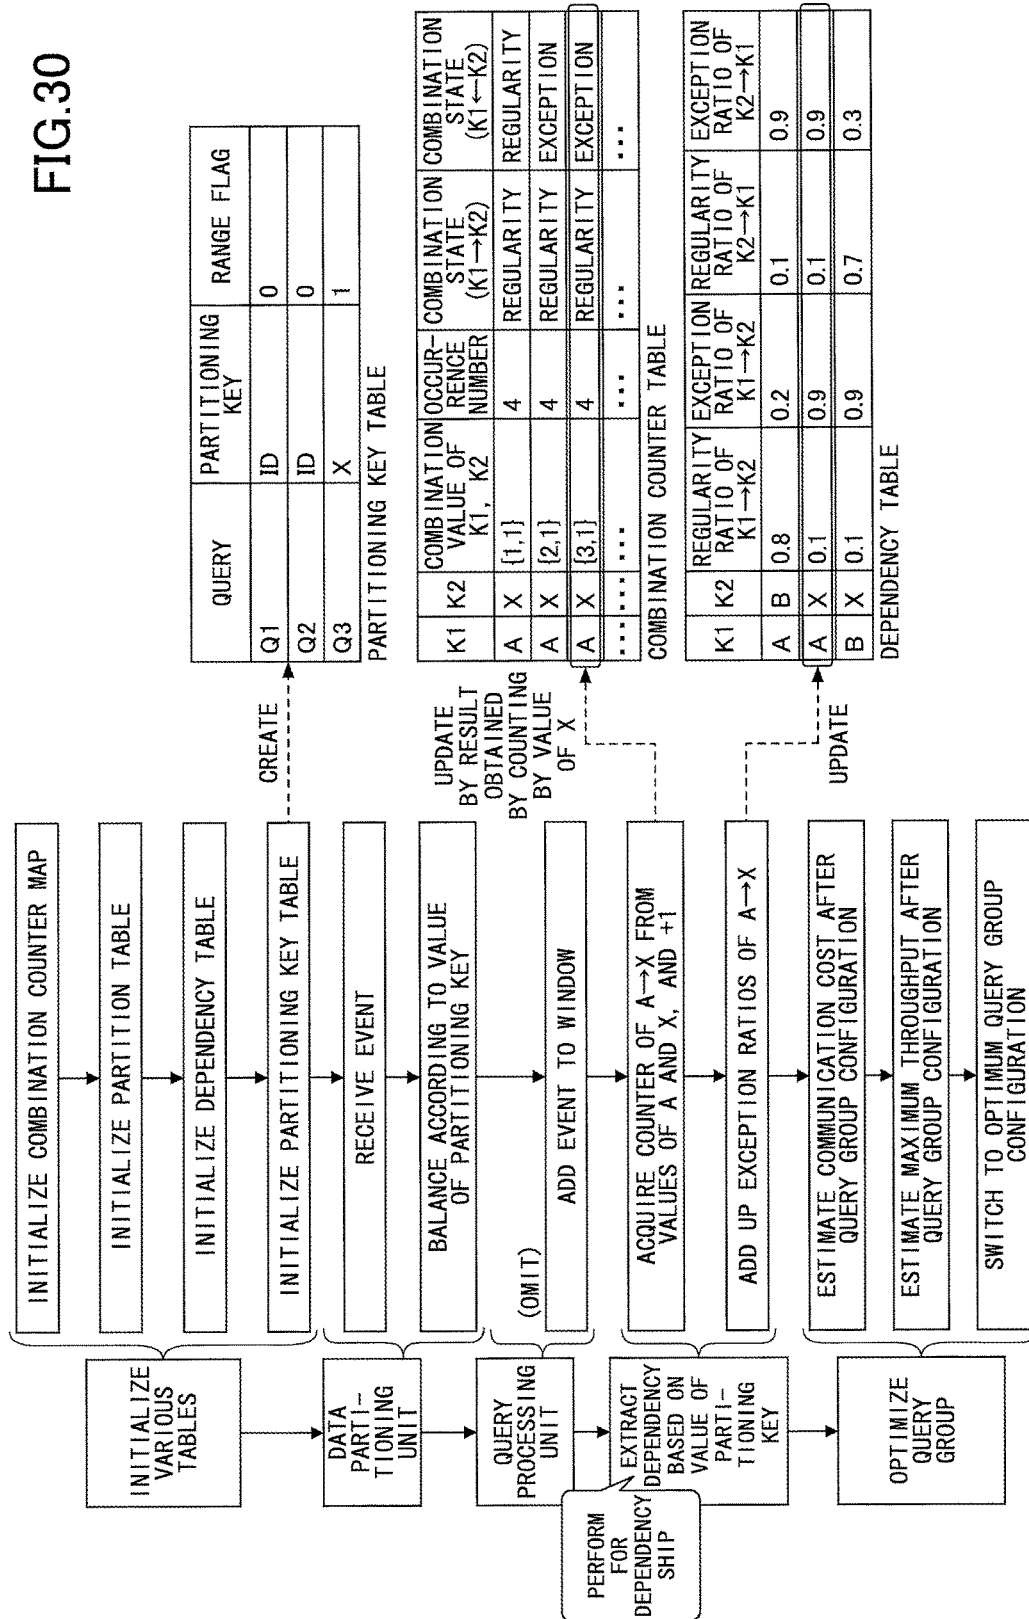 FIG.30
INITIALIZE
VARIOUS
TABLES
INITIALIZE COMBINATION COUNTER MAP
INITIALIZE PARTITION TABLE
INITIALIZE DEPENDENCY TABLE
INITIALIZE PARTITIONING KEY TABLE
CREATE
QUERY
PARTITIONING
KEY
RANGE FLAG
Q1 ID 0
Q2 ID 0
Q3 X 1
PARTITIONING KEY TABLE
DATA
PARTI-
TIONING
UNIT
RECEIVE EVENT
BALANCE ACCORDING TO VALUE
OF PARTITIONING KEY
QUERY
PROCESSING
UNIT
(OMIT)
ADD EVENT TO WINDOW
PERFORM
FOR
DEPENDENCY
SHIP
EXTRACT
DEPENDENCY
BASED ON
VALUE OF
PARTI-
TIONING
KEY
ACQUIRE COUNTER OF A→X FROM
VALUES OF A AND X, AND +1
ADD UP EXCEPTION RATIOS OF A→X
UPDATE
BY RESULT
OBTAINED
BY COUNTING
BY VALUE
OF X
K1
K2
COMBINATION
VALUE OF
K1, K2
OCCUR-
RENCE
NUMBER
COMBINATION
STATE
(K1→K2)
COMBINATION
STATE
(K1←K2)
A X {1,1} 4 REGULARITY REGULARITY
A X {2,1} 4 REGULARITY EXCEPTION
A X {3,1} 4 REGULARITY EXCEPTION
... ... ... ... ... ...
COMBINATION COUNTER TABLE
UPDATE
K1
K2
REGULARITY
RATIO OF
K1→K2
EXCEPTION
RATIO OF
K1→K2
REGULARITY
RATIO OF
K2→K1
EXCEPTION
RATIO OF
K2→K1
A B 0.8 0.2 0.1 0.9
A X 0.1 0.9 0.1 0.9
B X 0.1 0.9 0.7 0.3
DEPENDENCY TABLE
OPTIMIZE
QUERY
GROUP
ESTIMATE COMMUNICATION COST AFTER
QUERY GROUP CONFIGURATION
ESTIMATE MAXIMUM THROUGHPUT AFTER
QUERY GROUP CONFIGURATION
SWITCH TO OPTIMUM QUERY GROUP
CONFIGURATION